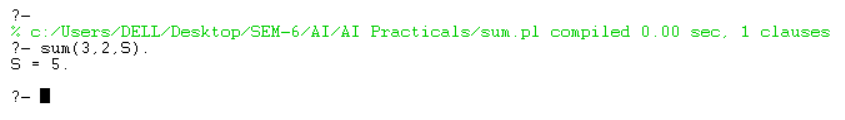 ?-
% c:/Users/DELL/Desktop/SEM-6/AI/AI Practicals/sum.pl compiled 0.00 sec, 1 clauses
?- sum(3,2,S).
S = 5.
?-